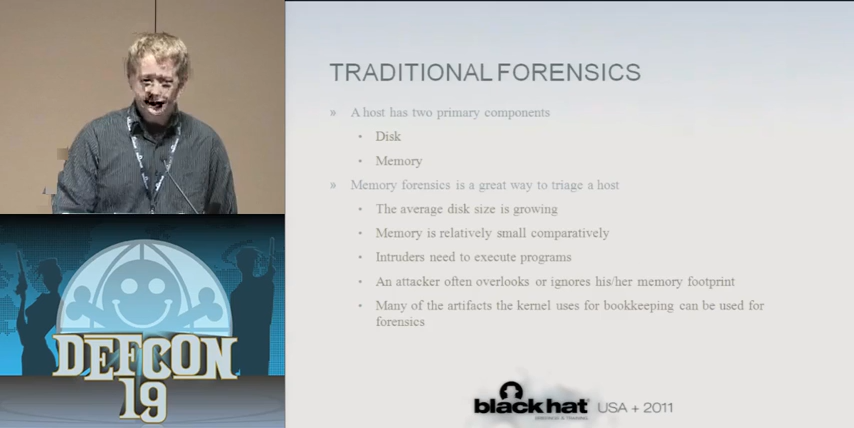 TRADITIONAL FORENSICS
» A host has two primary components
• Disk
• Memory
» Memory forensics is a great way to triage a host
• The average disk size is growing
• Memory is relatively small comparatively
• Intruders need to execute programs
• An attacker often overlooks or ignores his/her memory footprint
• Many of the artifacts the kernel uses for bookkeeping can be used for
forensics
DEFCON
19
black hat USA + 2011